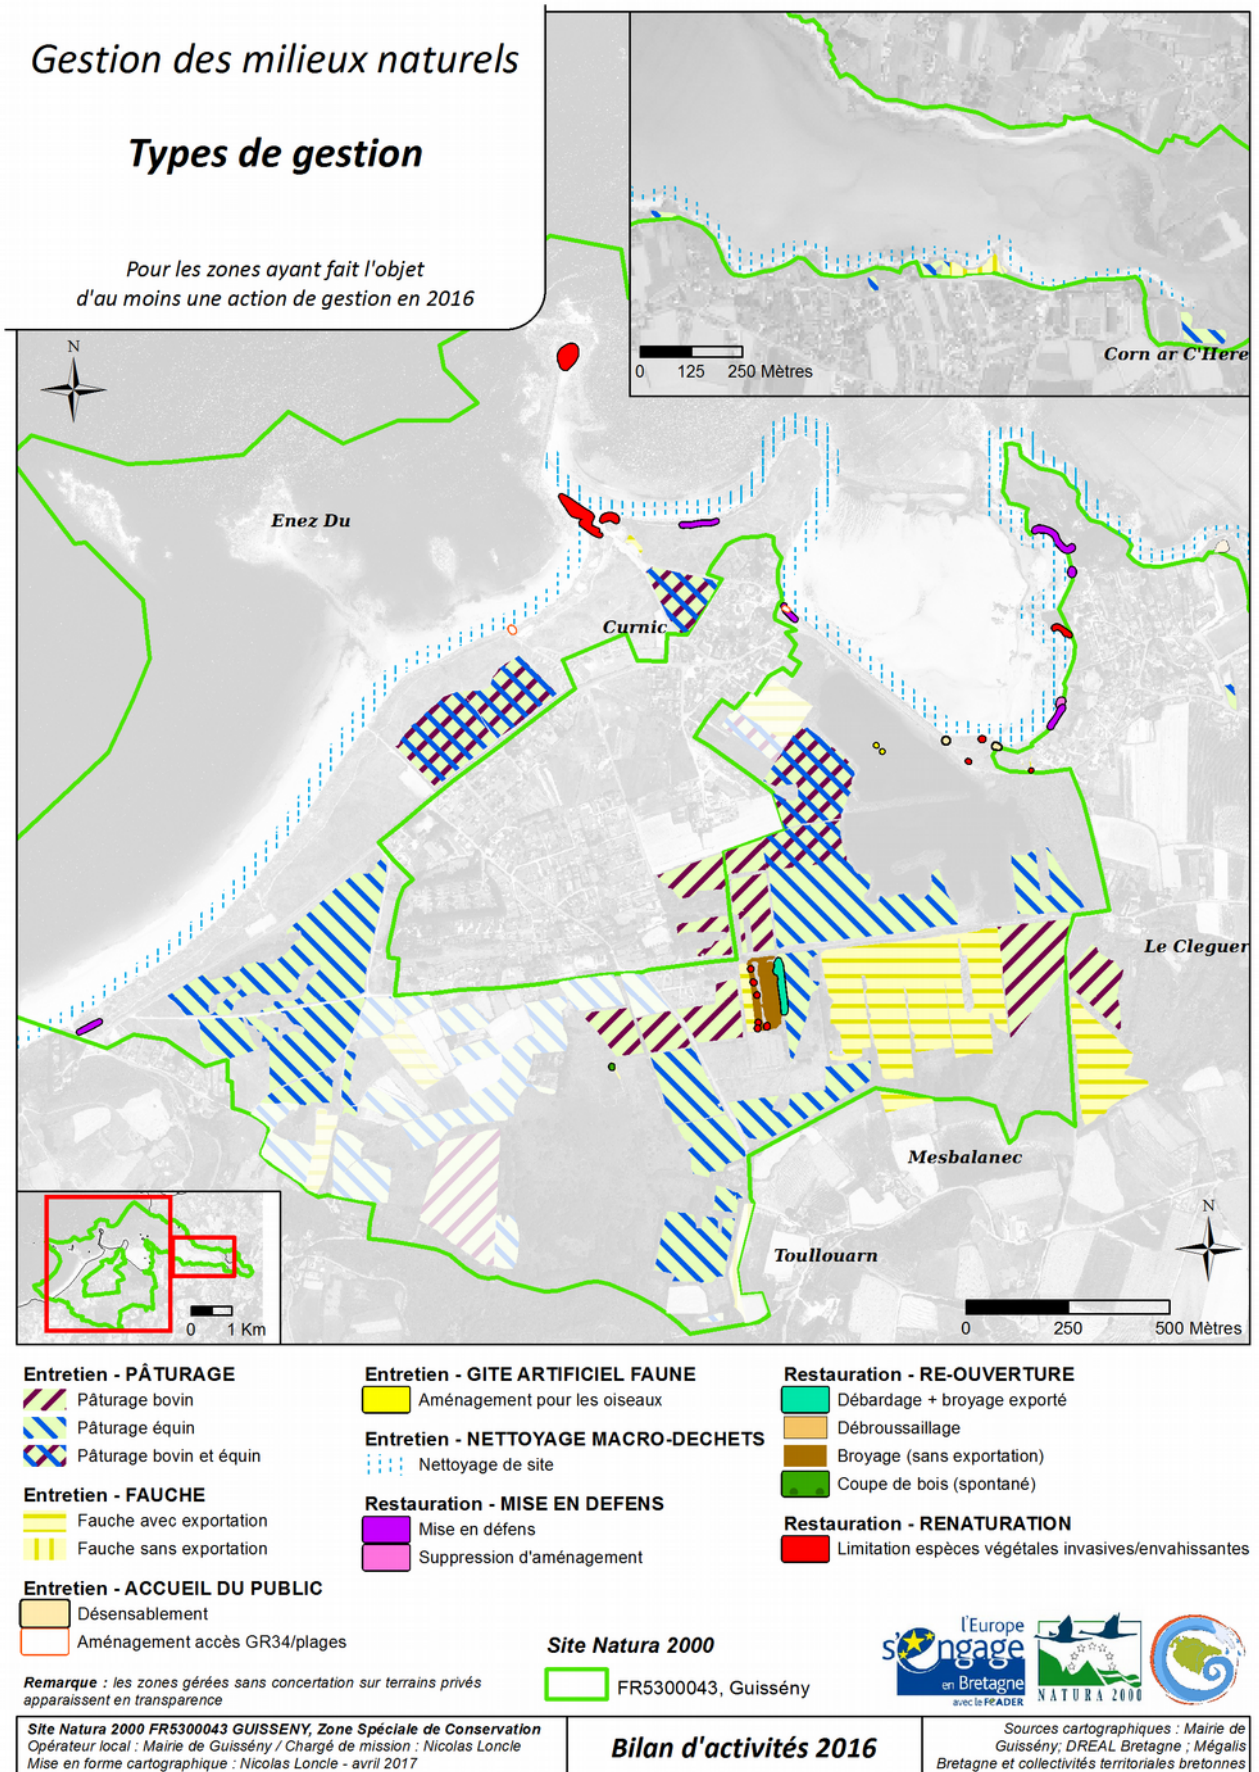 Gestion des milieux naturels
Types de gestion
Pour les zones ayant fait l'objet
d'au moins une action de gestion en 2016
N
0 125 250 Mètres
Corn ar C'Here
Enez Du
Curnic
Le Cleguer
Mesbalanec
Toullouarn
N
0 1 Km
0 250 500 Mètres
Entretien - PÂTURAGE
Pâturage bovin
Pâturage équin
Pâturage bovin et équin
Entretien - FAUCHE
Fauche avec exportation
Fauche sans exportation
Entretien - ACCUEIL DU PUBLIC
Désensablement
Aménagement accès GR34/plages
Remarque : les zones gérées sans concertation sur terrains privés
apparaissent en transparence
Entretien - GITE ARTIFICIEL FAUNE
Aménagement pour les oiseaux
Entretien - NETTOYAGE MACRO-DECHETS
Nettoyage de site
Restauration - MISE EN DEFENS
Mise en défens
Suppression d'aménagement
Restauration - RE-OUVERTURE
Débardage + broyage exporté
Débroussaillage
Broyage (sans exportation)
Coupe de bois (spontané)
Restauration - RENATURATION
Limitation espèces végétales invasives/envahissantes
Site Natura 2000
FR5300043, Guissény
l'Europe
s'engage
en Bretagne
avec le FEADER
NATURA 2000
Site Natura 2000 FR5300043 GUISSENY, Zone Spéciale de Conservation
Opérateur local : Mairie de Guissény / Chargé de mission : Nicolas Loncle
Mise en forme cartographique : Nicolas Loncle - avril 2017
Bilan d'activités 2016
Sources cartographiques : Mairie de
Guissény; DREAL Bretagne ; Mégalis
Bretagne et collectivités territoriales bretonnes